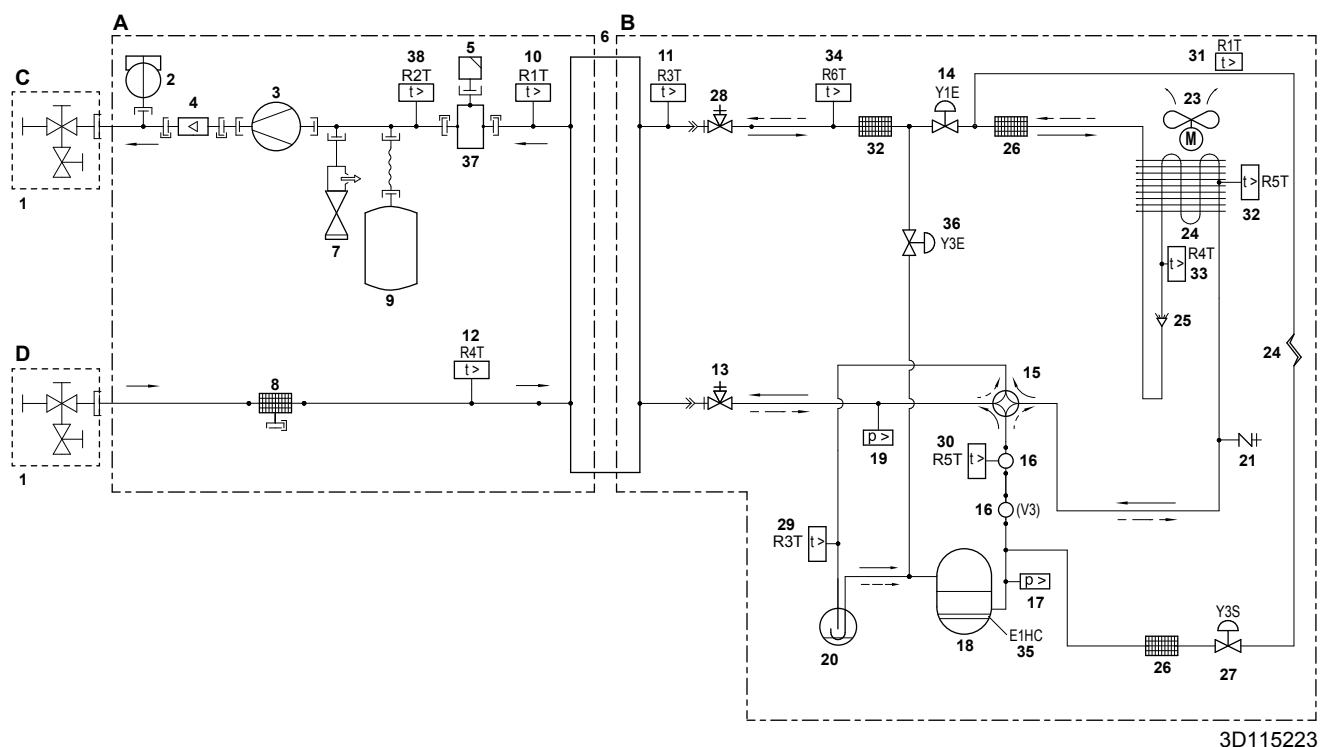 A
B
C
D
6
2
4
3
38
R2T
t >
5
10
R1T
t >
37
1
7
9
11
R3T
t >
28
34
R6T
t >
32
14
Y1E
26
31
R1T
t >
23
M
t >
R5T
32
24
R4T
t >
33
25
36
Y3E
24
12
R4T
t >
8
1
13
15
p >
19
30
R5T
t >
16
16 (V3)
21
29
R3T
t >
p >
17
20
18
E1HC
35
26
Y3S
27
3D115223